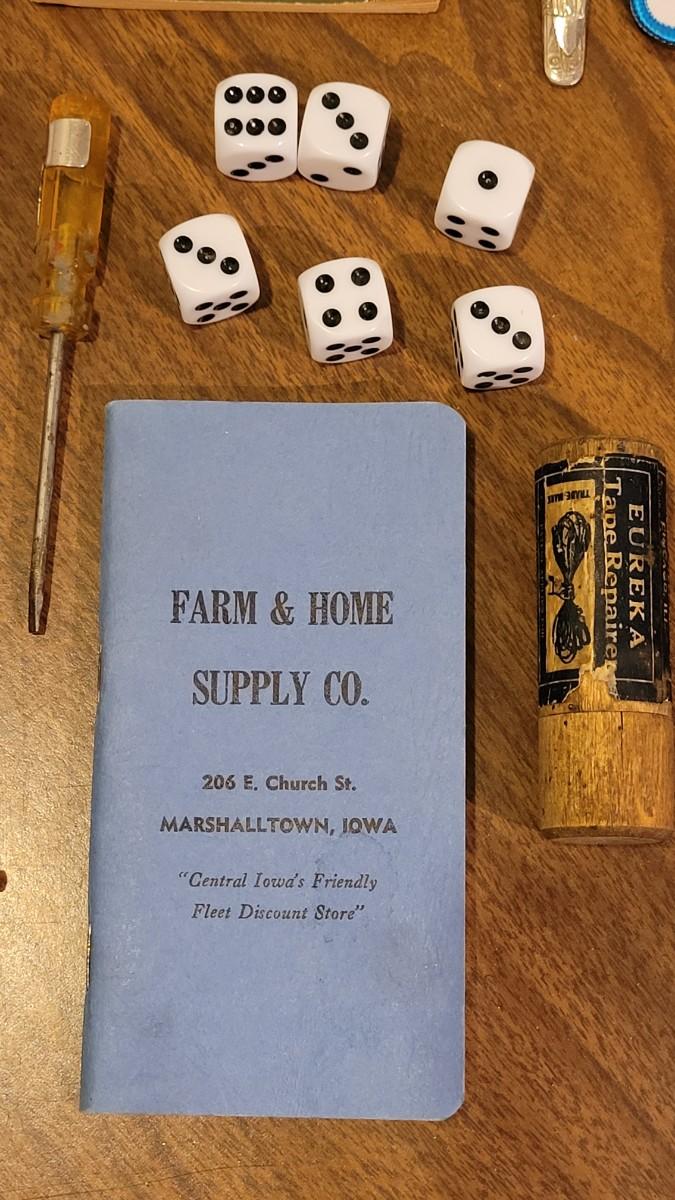 FARM & HOME
SUPPLY CO.
206 E. Church St.
MARSHALLTOWN, IOWA
"Central Iowa's Friendly
Fleet Discount Store"
EUREKA
Tape Repairer
TRADE-MARK